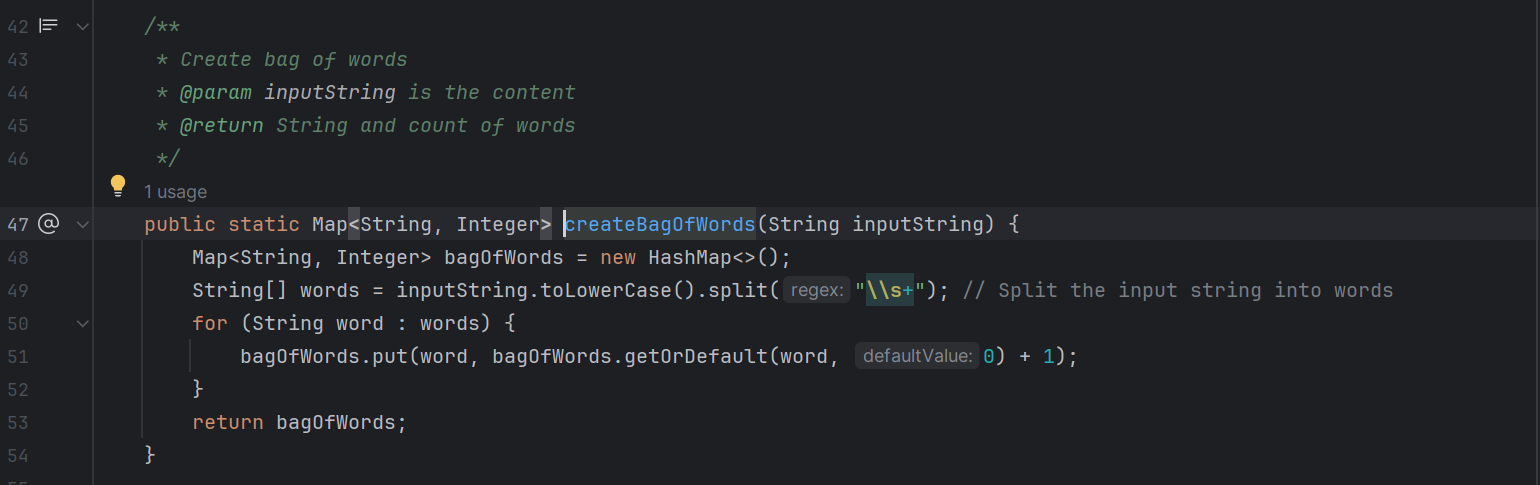 42 /**
43 * Create bag of words
44 * @param inputString is the content
45 * @return String and count of words
46 */
1 usage
47 @ public static Map<String, Integer> createBagOfWords(String inputString) {
48 Map<String, Integer> bagOfWords = new HashMap<>();
49 String[] words = inputString.toLowerCase().split( regex: "\\s+"); // Split the input string into words
50 for (String word : words) {
51 bagOfWords.put(word, bagOfWords.getOrDefault(word, defaultValue: 0) + 1);
52 }
53 return bagOfWords;
54 }